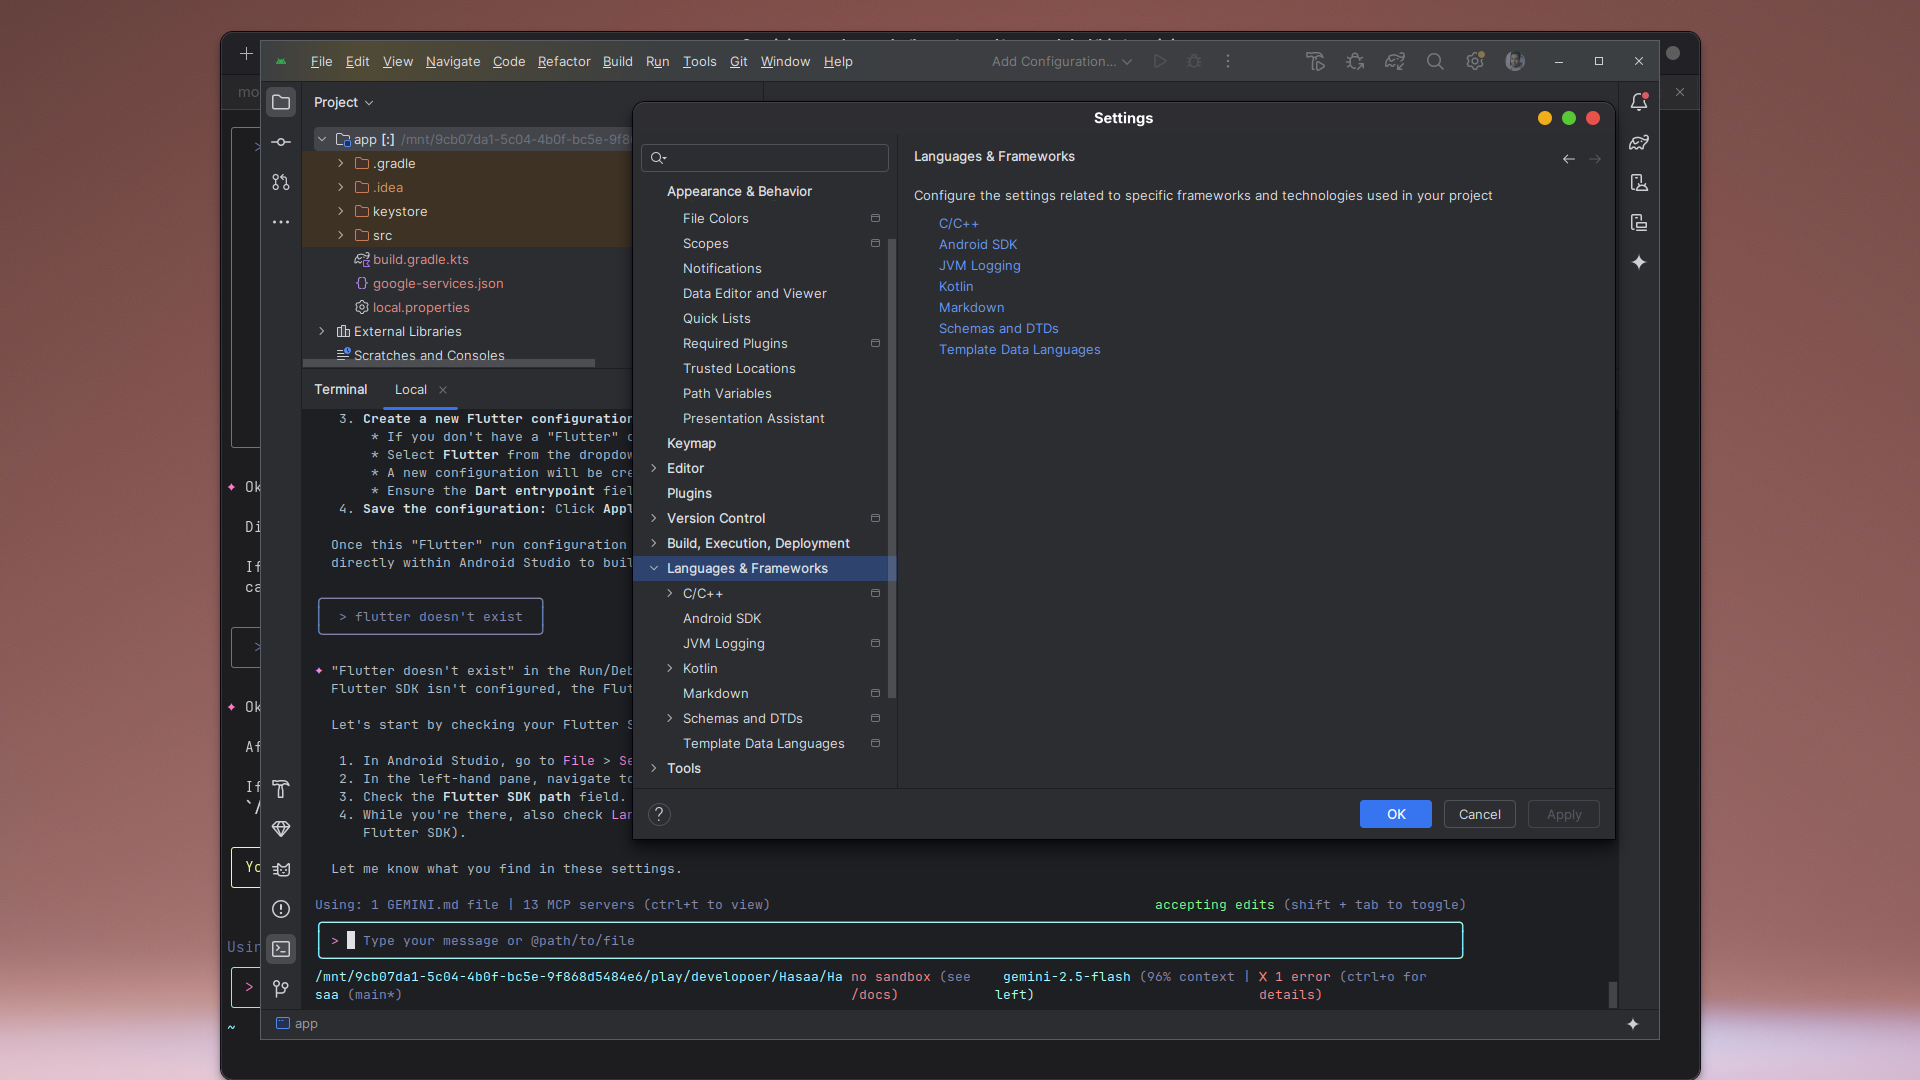 File Edit View Navigate Code Refactor Build Run Tools Git Window Help
Add Configuration...
mo
Project
app [:] /mnt/9cb07da1-5c04-4b0f-bc5e-9f8
.gradle
.idea
keystore
src
build.gradle.kts
google-services.json
local.properties
External Libraries
Scratches and Consoles
Terminal Local
3. Create a new Flutter configuration
* If you don't have a "Flutter"
* Select Flutter from the dropdow
* A new configuration will be cre
* Ensure the Dart entrypoint fiel
4. Save the configuration: Click Appl
Once this "Flutter" run configuration
directly within Android Studio to buil
> flutter doesn't exist
✦ "Flutter doesn't exist" in the Run/Deb
Flutter SDK isn't configured, the Flut
Let's start by checking your Flutter S
1. In Android Studio, go to File > Se
2. In the left-hand pane, navigate to
3. Check the Flutter SDK path field.
4. While you're there, also check Lan
Flutter SDK).
Let me know what you find in these settings.
Using: 1 GEMINI.md file | 13 MCP servers (ctrl+t to view)
accepting edits (shift + tab to toggle)
> Type your message or @path/to/file
/mnt/9cb07da1-5c04-4b0f-bc5e-9f868d5484e6/play/developoer/Hasaa/Ha
saa (main*)
no sandbox (see
/docs)
gemini-2.5-flash (96% context |
left)
X 1 error (ctrl+o for
details)
app
✦ Ok
Di
If
ca
>
✦ Ok
Af
If
`/
Yo
Usin
>
~
Settings
Appearance & Behavior
File Colors
Scopes
Notifications
Data Editor and Viewer
Quick Lists
Required Plugins
Trusted Locations
Path Variables
Presentation Assistant
Keymap
Editor
Plugins
Version Control
Build, Execution, Deployment
Languages & Frameworks
C/C++
Android SDK
JVM Logging
Kotlin
Markdown
Schemas and DTDs
Template Data Languages
Tools
Languages & Frameworks
Configure the settings related to specific frameworks and technologies used in your project
C/C++
Android SDK
JVM Logging
Kotlin
Markdown
Schemas and DTDs
Template Data Languages
?
OK
Cancel
Apply